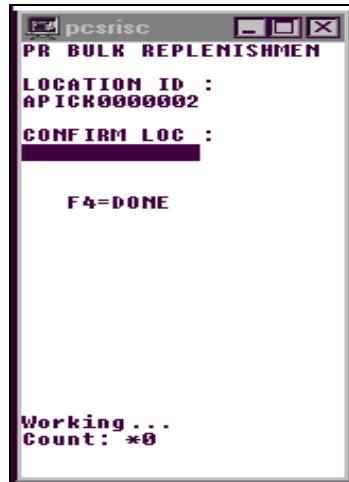 pcsrisc
PR BULK REPLENISHMEN
LOCATION ID :
APICK0000002
CONFIRM LOC :
F4=DONE
Working...
Count: *0